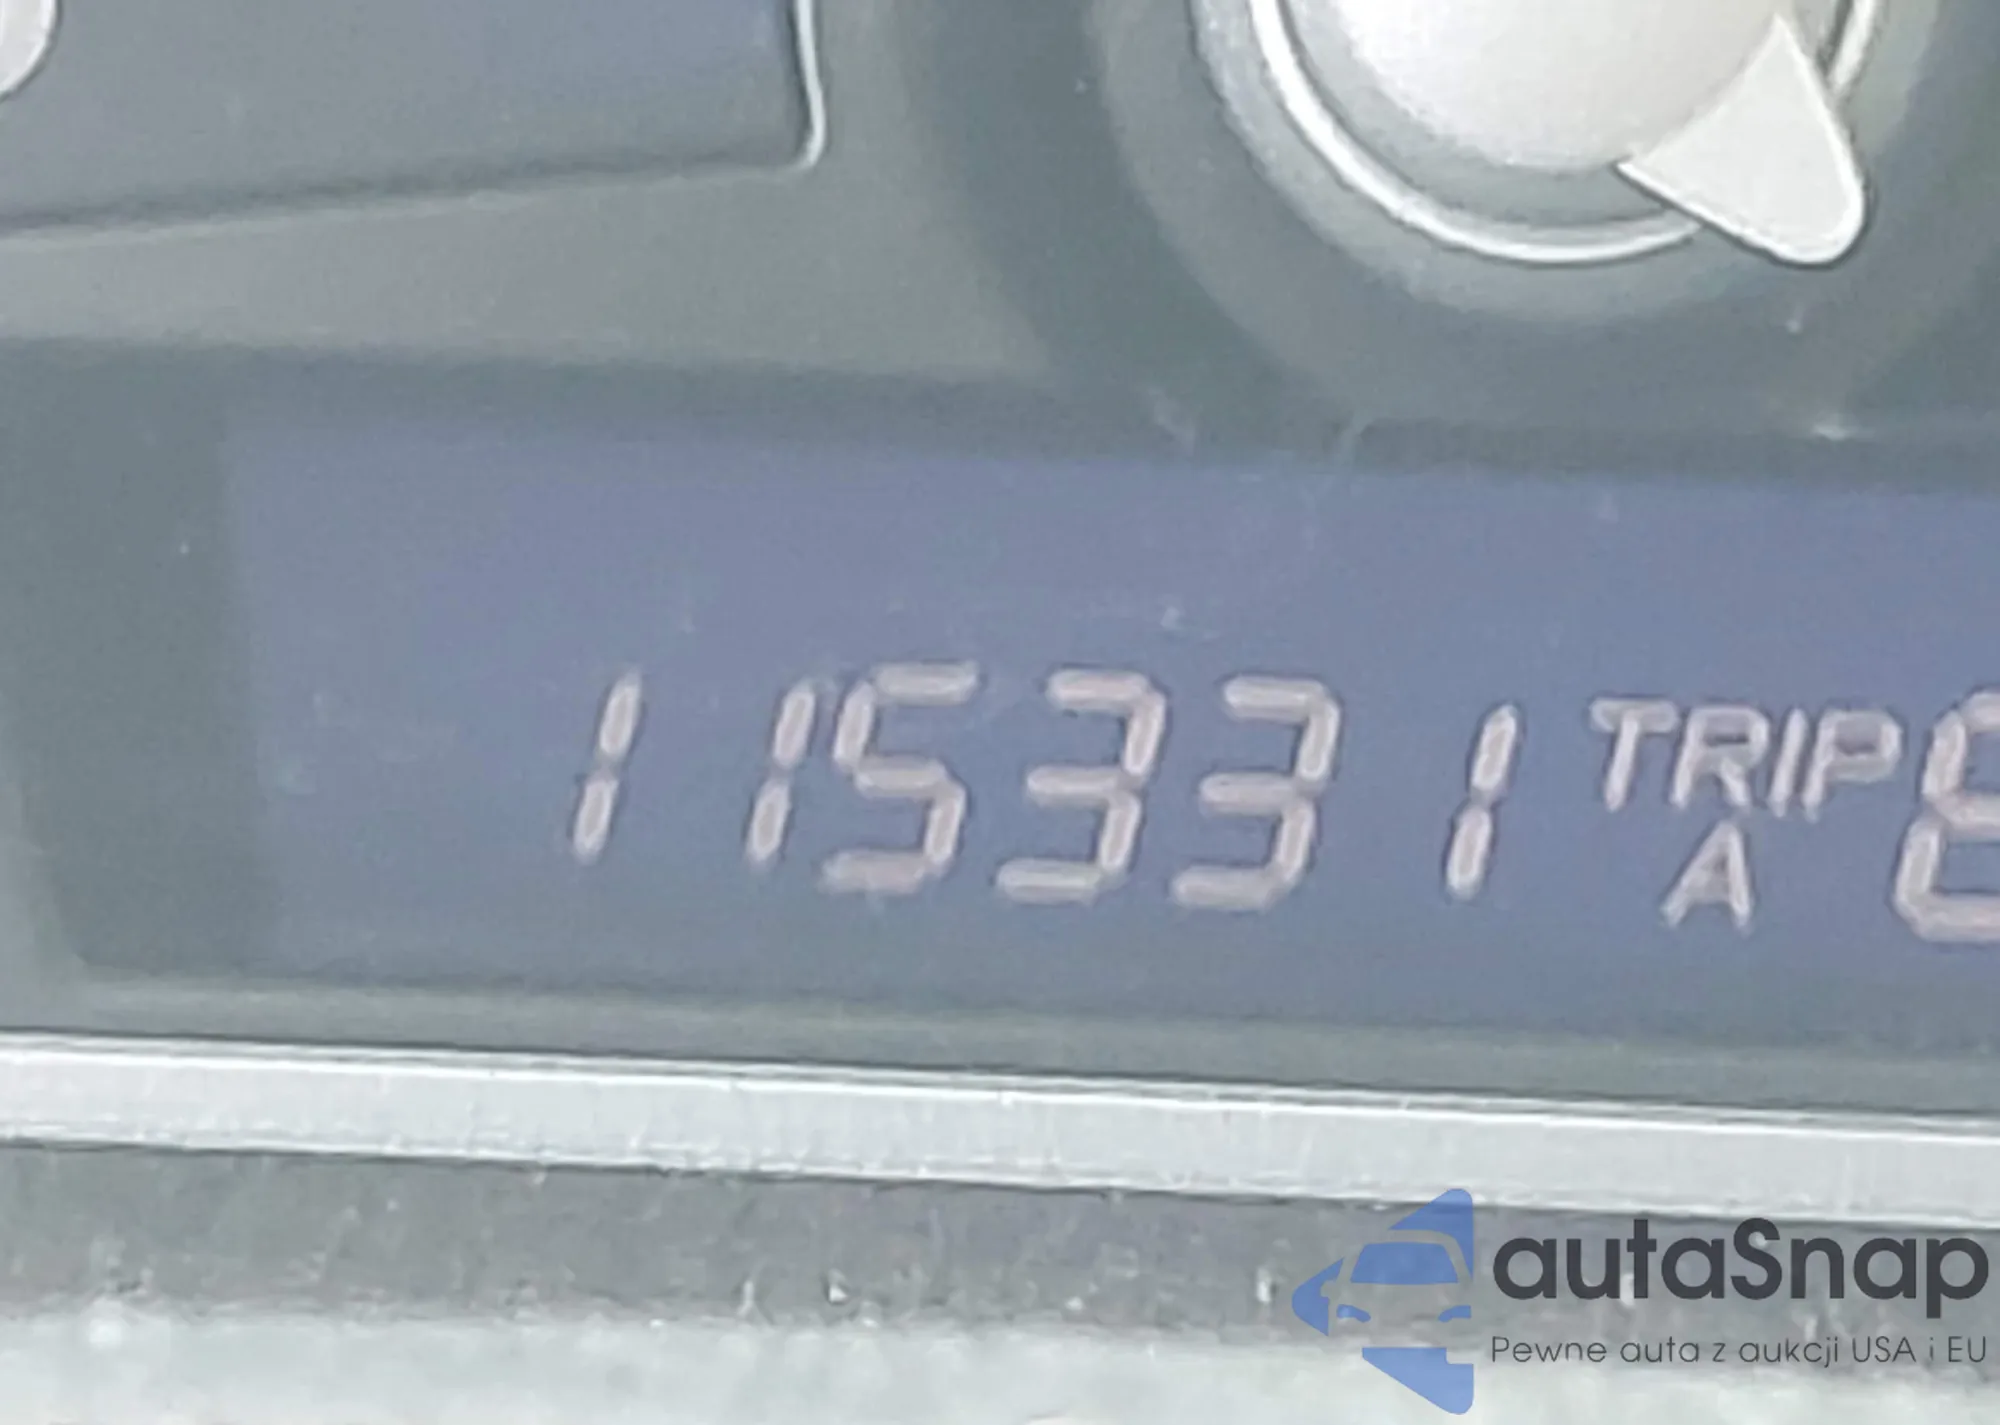 115331 TRIP
A
autaSnap
Pewne auta z aukcji USA i EU